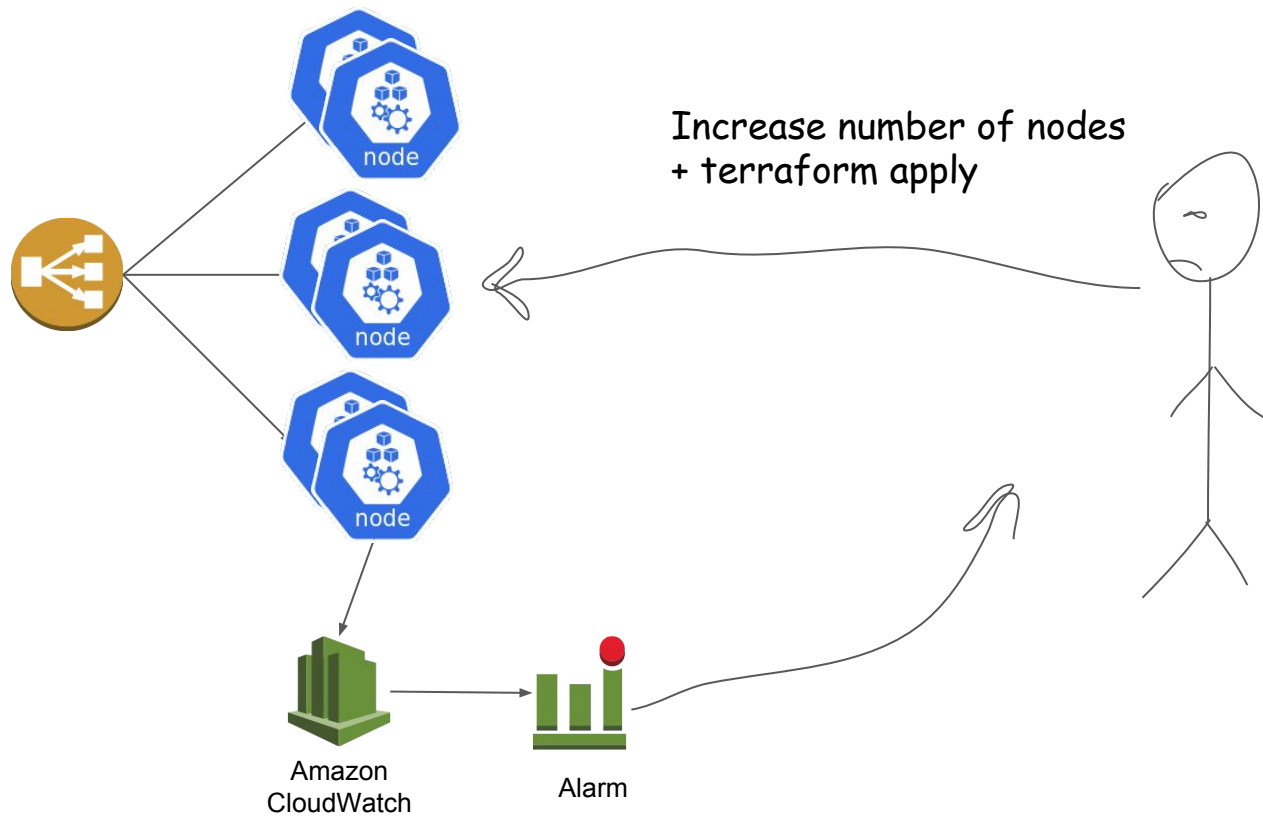 node
Increase number of nodes
+ terraform apply
node
node
Amazon
CloudWatch
Alarm